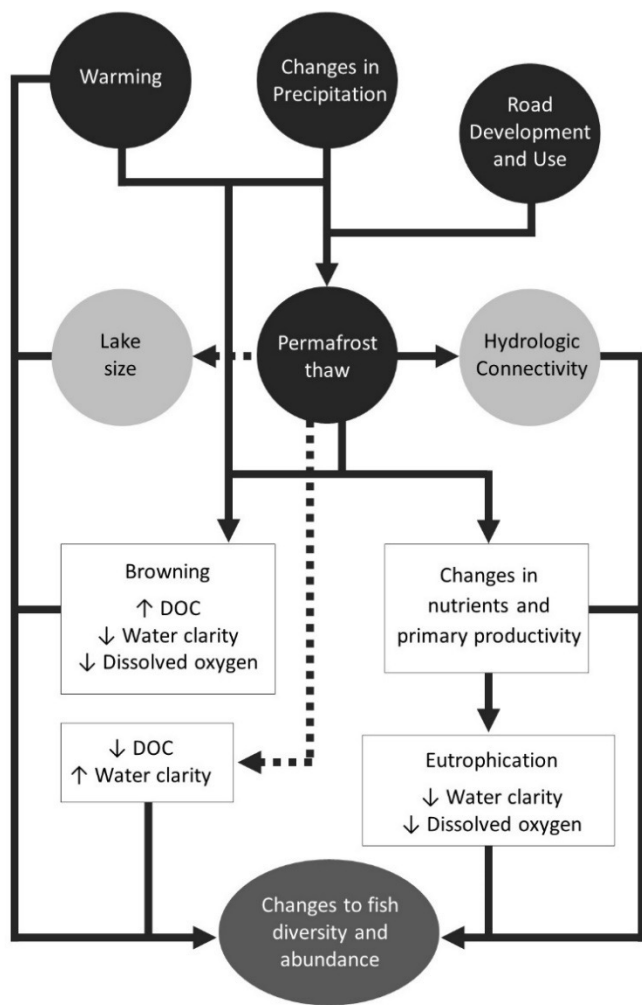 Warming
Changes in
Precipitation
Road
Development
and Use
Lake
size
Permafrost
thaw
Hydrologic
Connectivity
Browning
↑ DOC
↓ Water clarity
↓ Dissolved oxygen
Changes in
nutrients and
primary productivity
↓ DOC
↑ Water clarity
Eutrophication
↓ Water clarity
↓ Dissolved oxygen
Changes to fish
diversity and
abundance